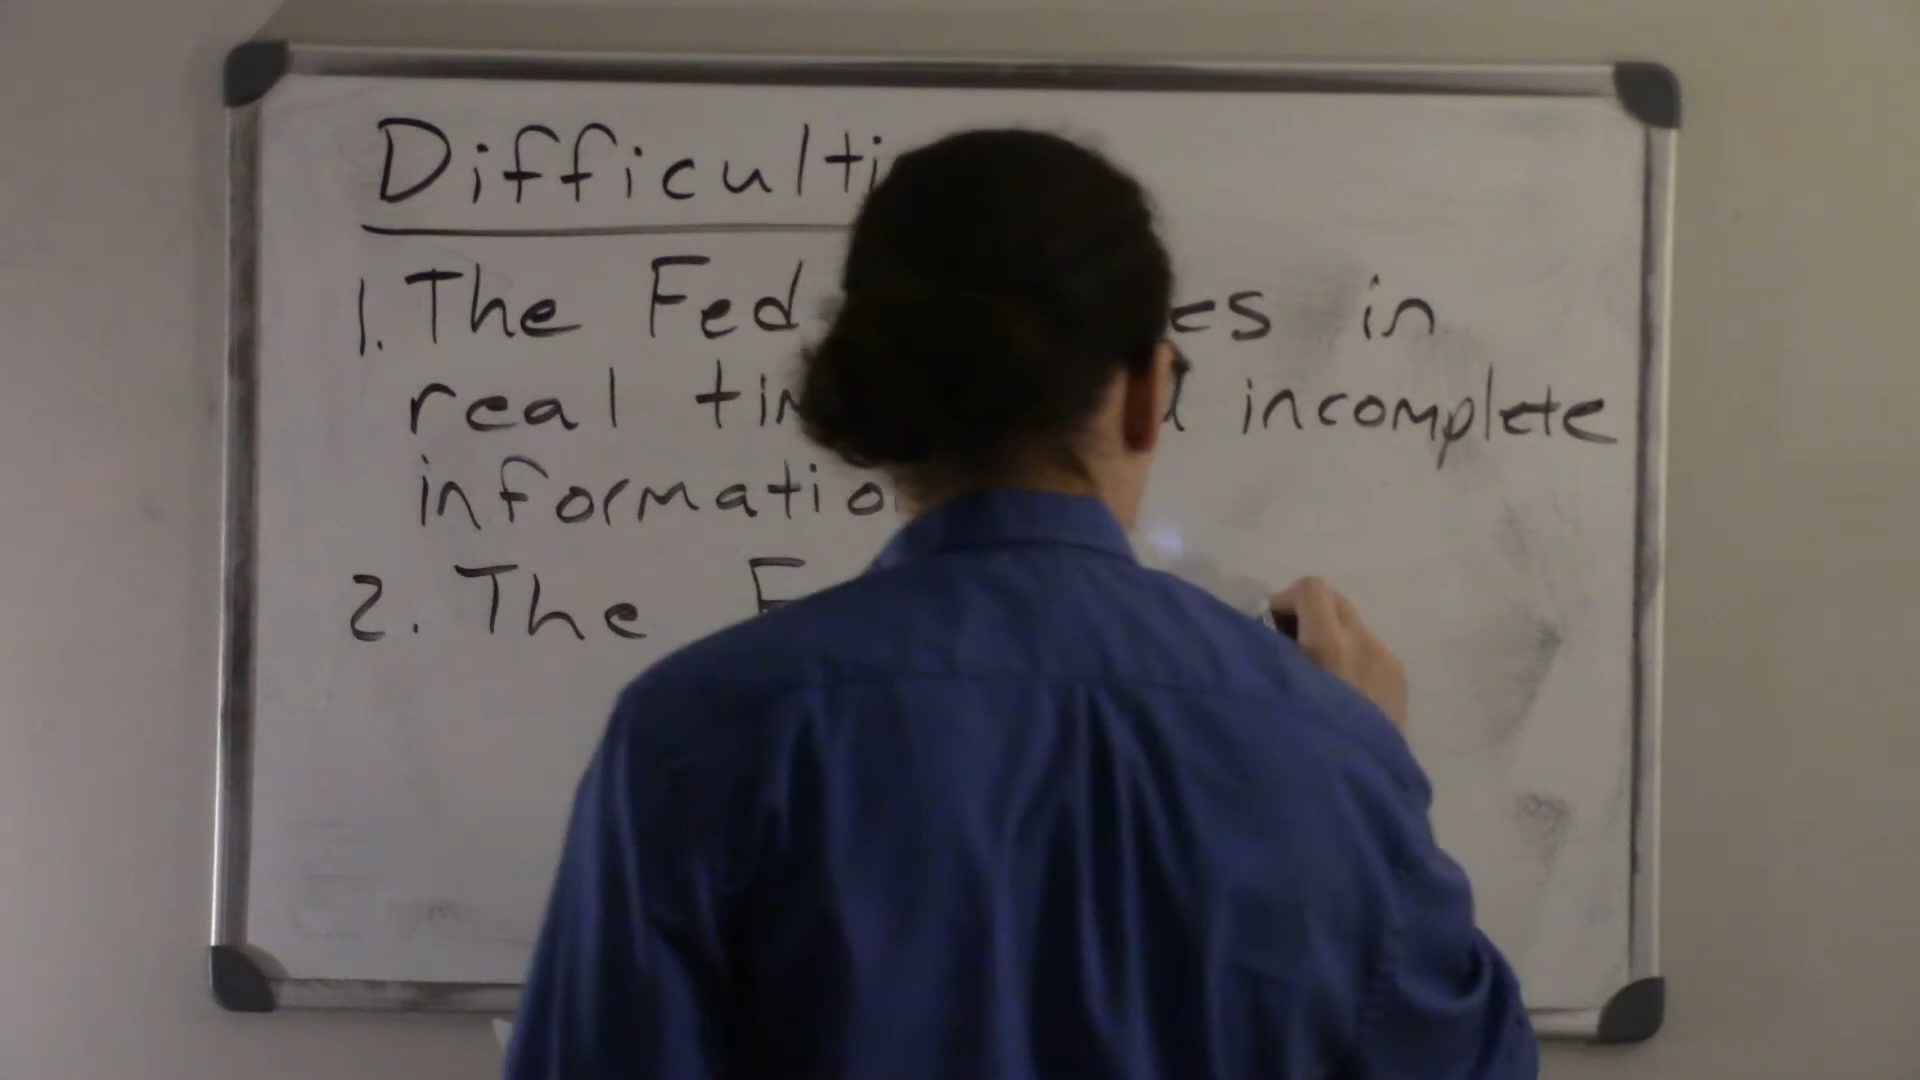 Difficulti
1. The Fed es in
real tim incomplete
informatio
2. The F